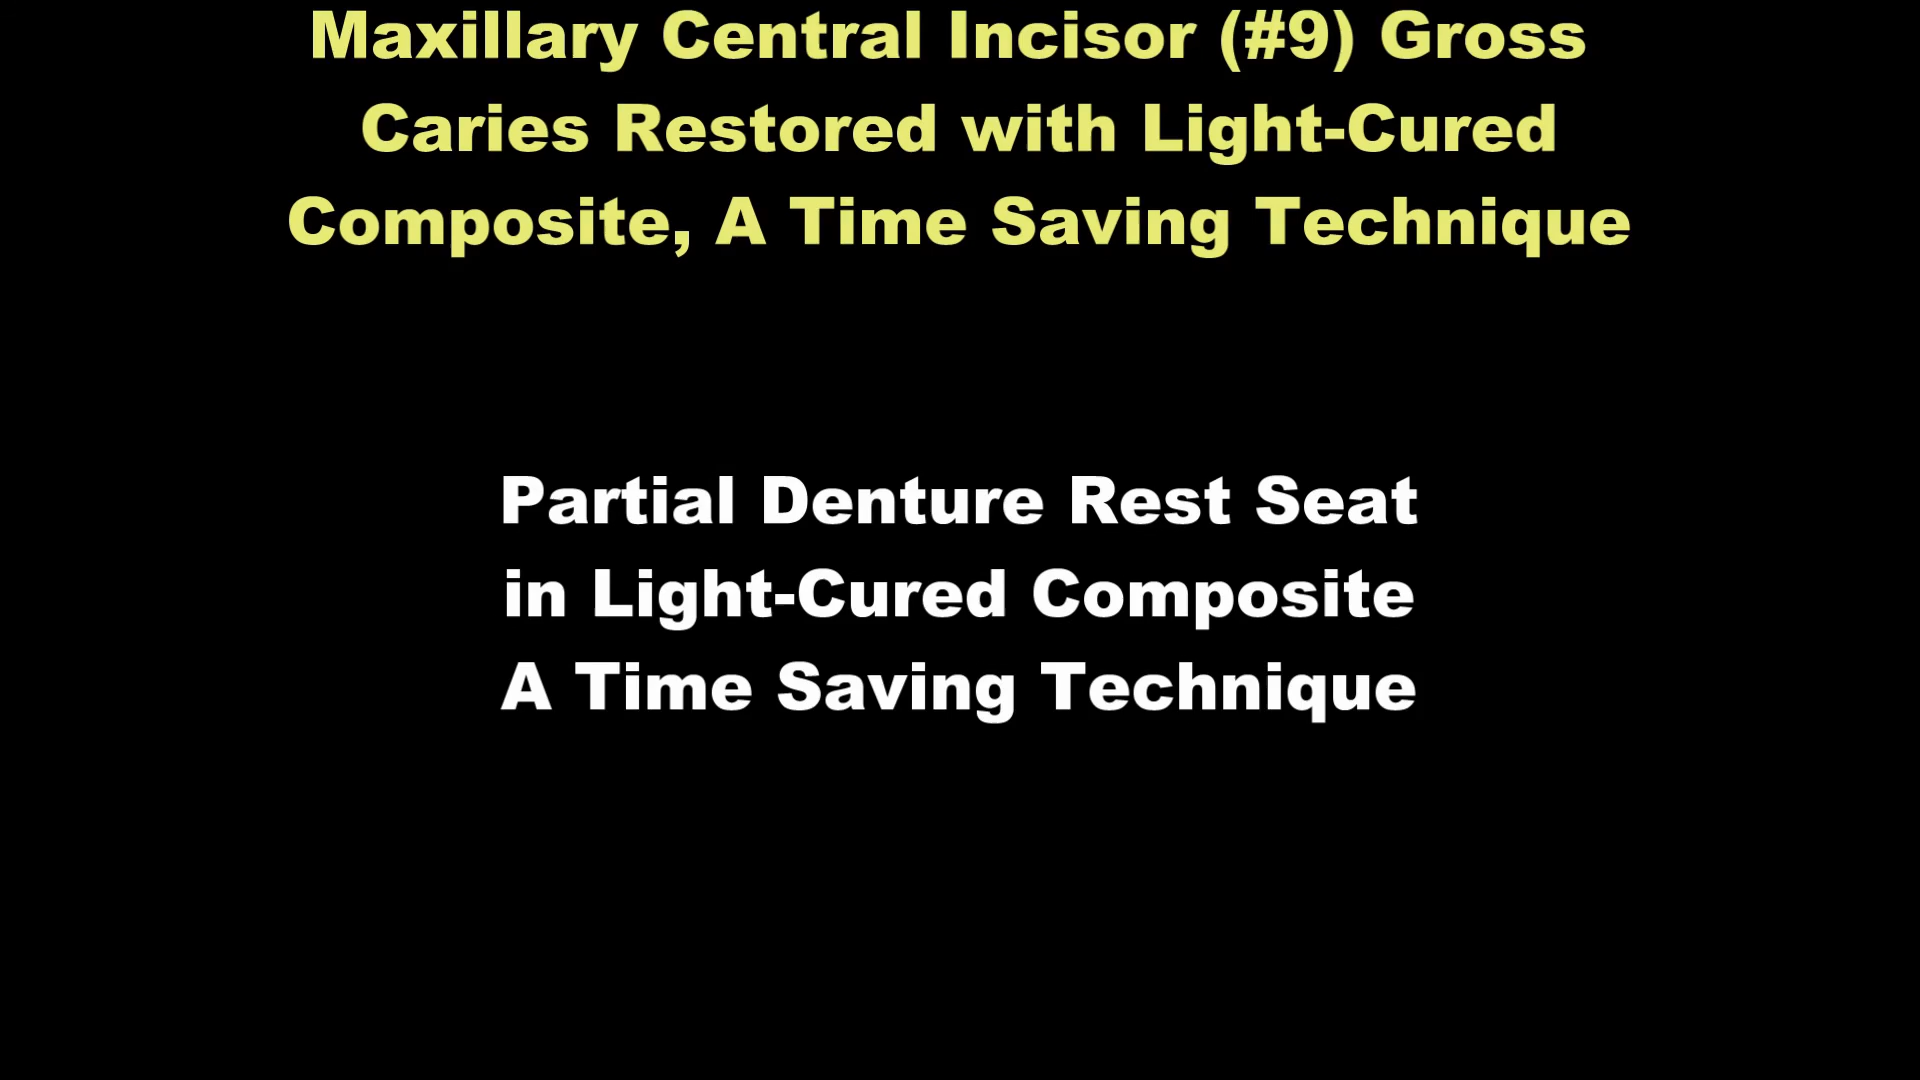 Maxillary Central Incisor (#9) Gross
Caries Restored with Light-Cured
Composite, A Time Saving Technique
Partial Denture Rest Seat
in Light-Cured Composite
A Time Saving Technique